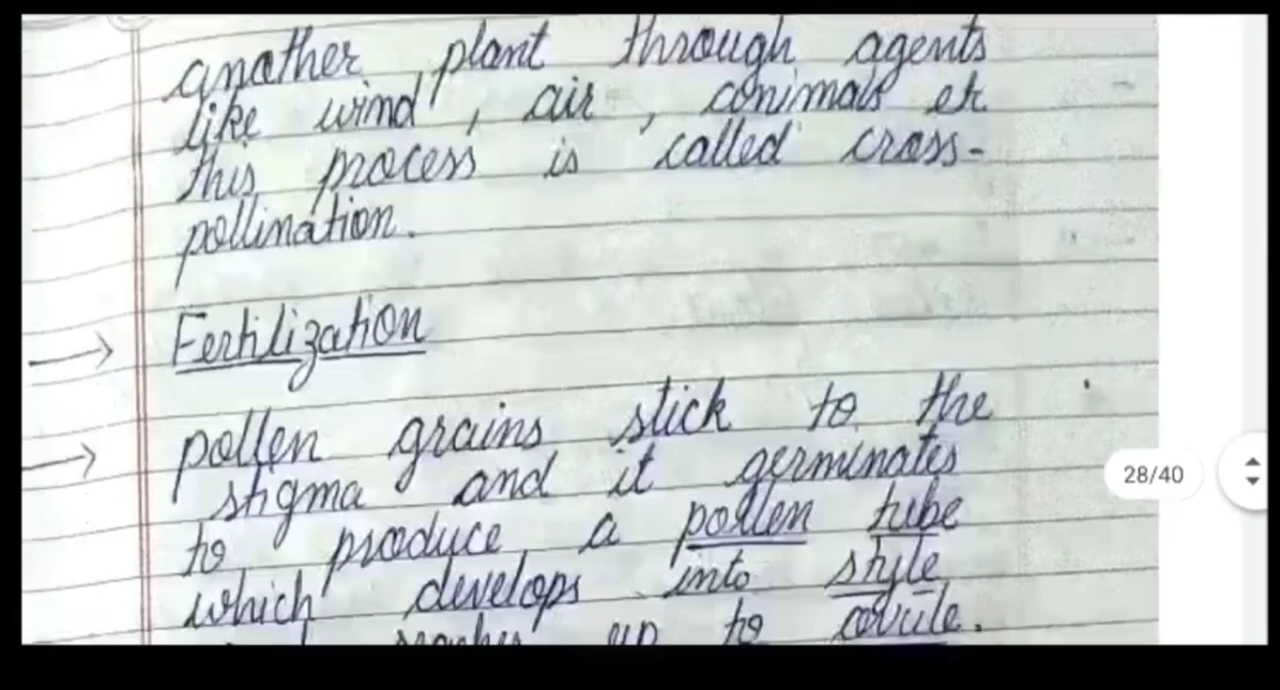 another plant through agents
like wind, air, animals etc
this process is called cross-
pollination.
→ Fertilization
→ pollen grains stick to the
stigma and it germinates
to produce a pollen tube
which develops into style
reaches up to ovule.
28/40